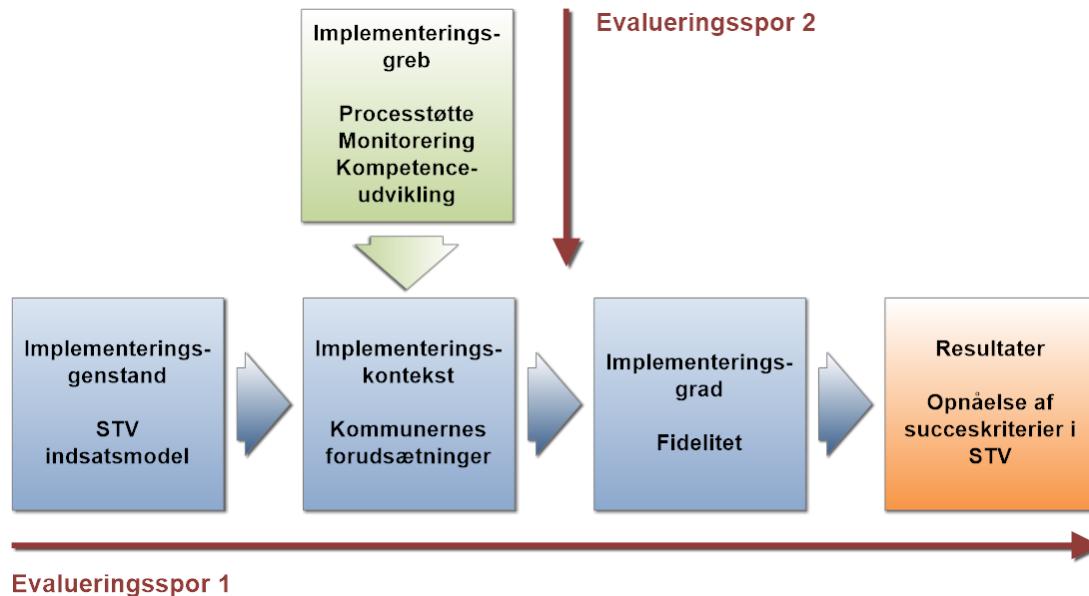 Implementerings-
greb
Processtøtte
Monitorering
Kompetence-
udvikling
Evalueringsspor 2
Implementerings-
genstand
STV
indsatsmodel
Implementerings-
kontekst
Kommunernes
forudsætninger
Implementerings-
grad
Fidelitet
Resultater
Opnåelse af
succeskriterier i
STV
Evalueringsspor 1